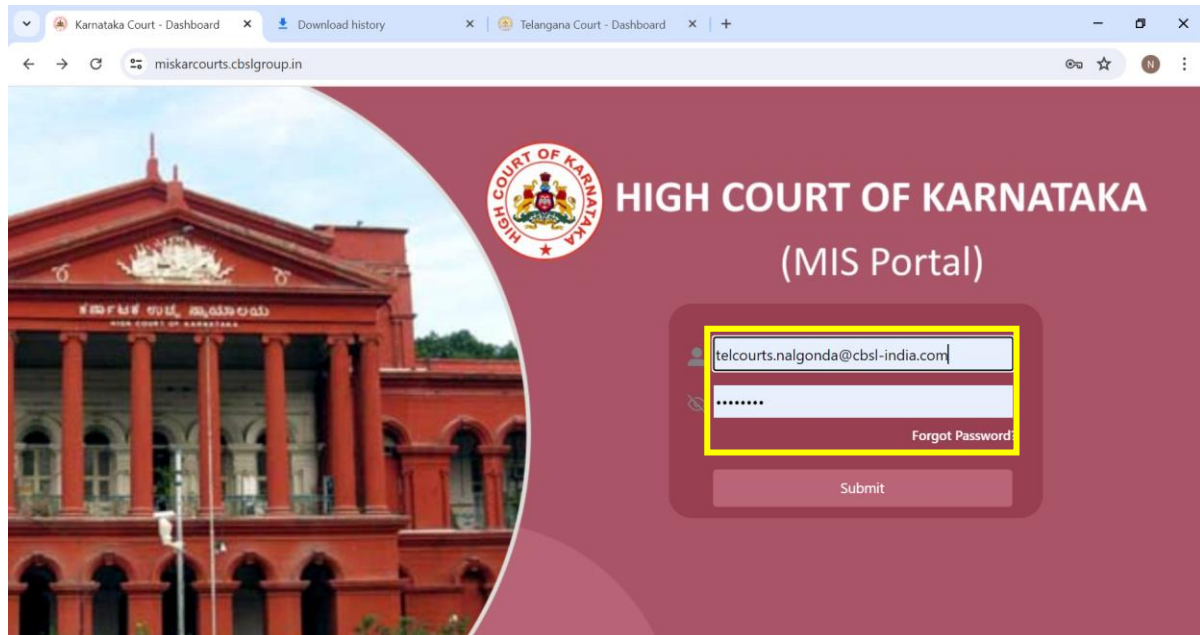 Karnataka Court - Dashboard
Download history
Telangana Court - Dashboard
miskarcourts.cbslgroup.in
N
HIGH COURT OF KARNATAKA
HIGH COURT OF KARNATAKA
(MIS Portal)
ಕರ್ನಾಟಕ ಉಚ್ಚ ನ್ಯಾಯಾಲಯ
HIGH COURT OF KARNATAKA
telcourts.nalgonda@cbsl-india.com
••••••••
Forgot Password?
Submit